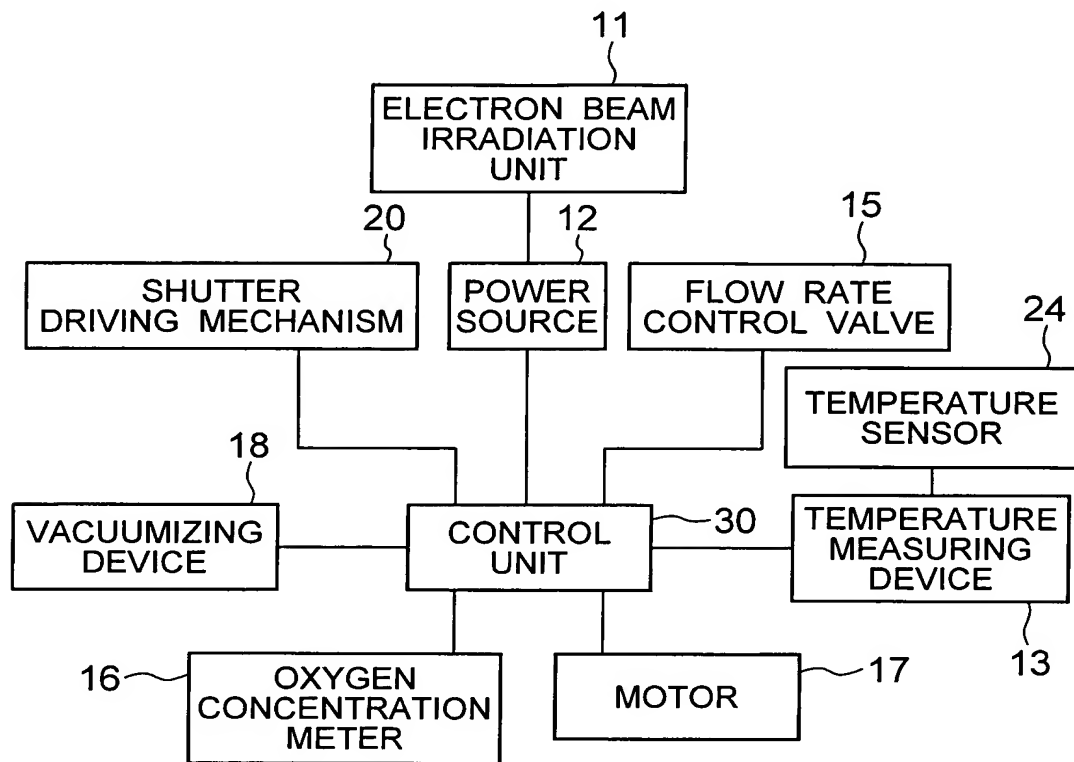 11
ELECTRON BEAM
IRRADIATION
UNIT
20
SHUTTER
DRIVING MECHANISM
12
POWER
SOURCE
15
FLOW RATE
CONTROL VALVE
24
TEMPERATURE
SENSOR
18
VACUUMIZING
DEVICE
CONTROL
UNIT
30
TEMPERATURE
MEASURING
DEVICE
13
16
OXYGEN
CONCENTRATION
METER
MOTOR
17